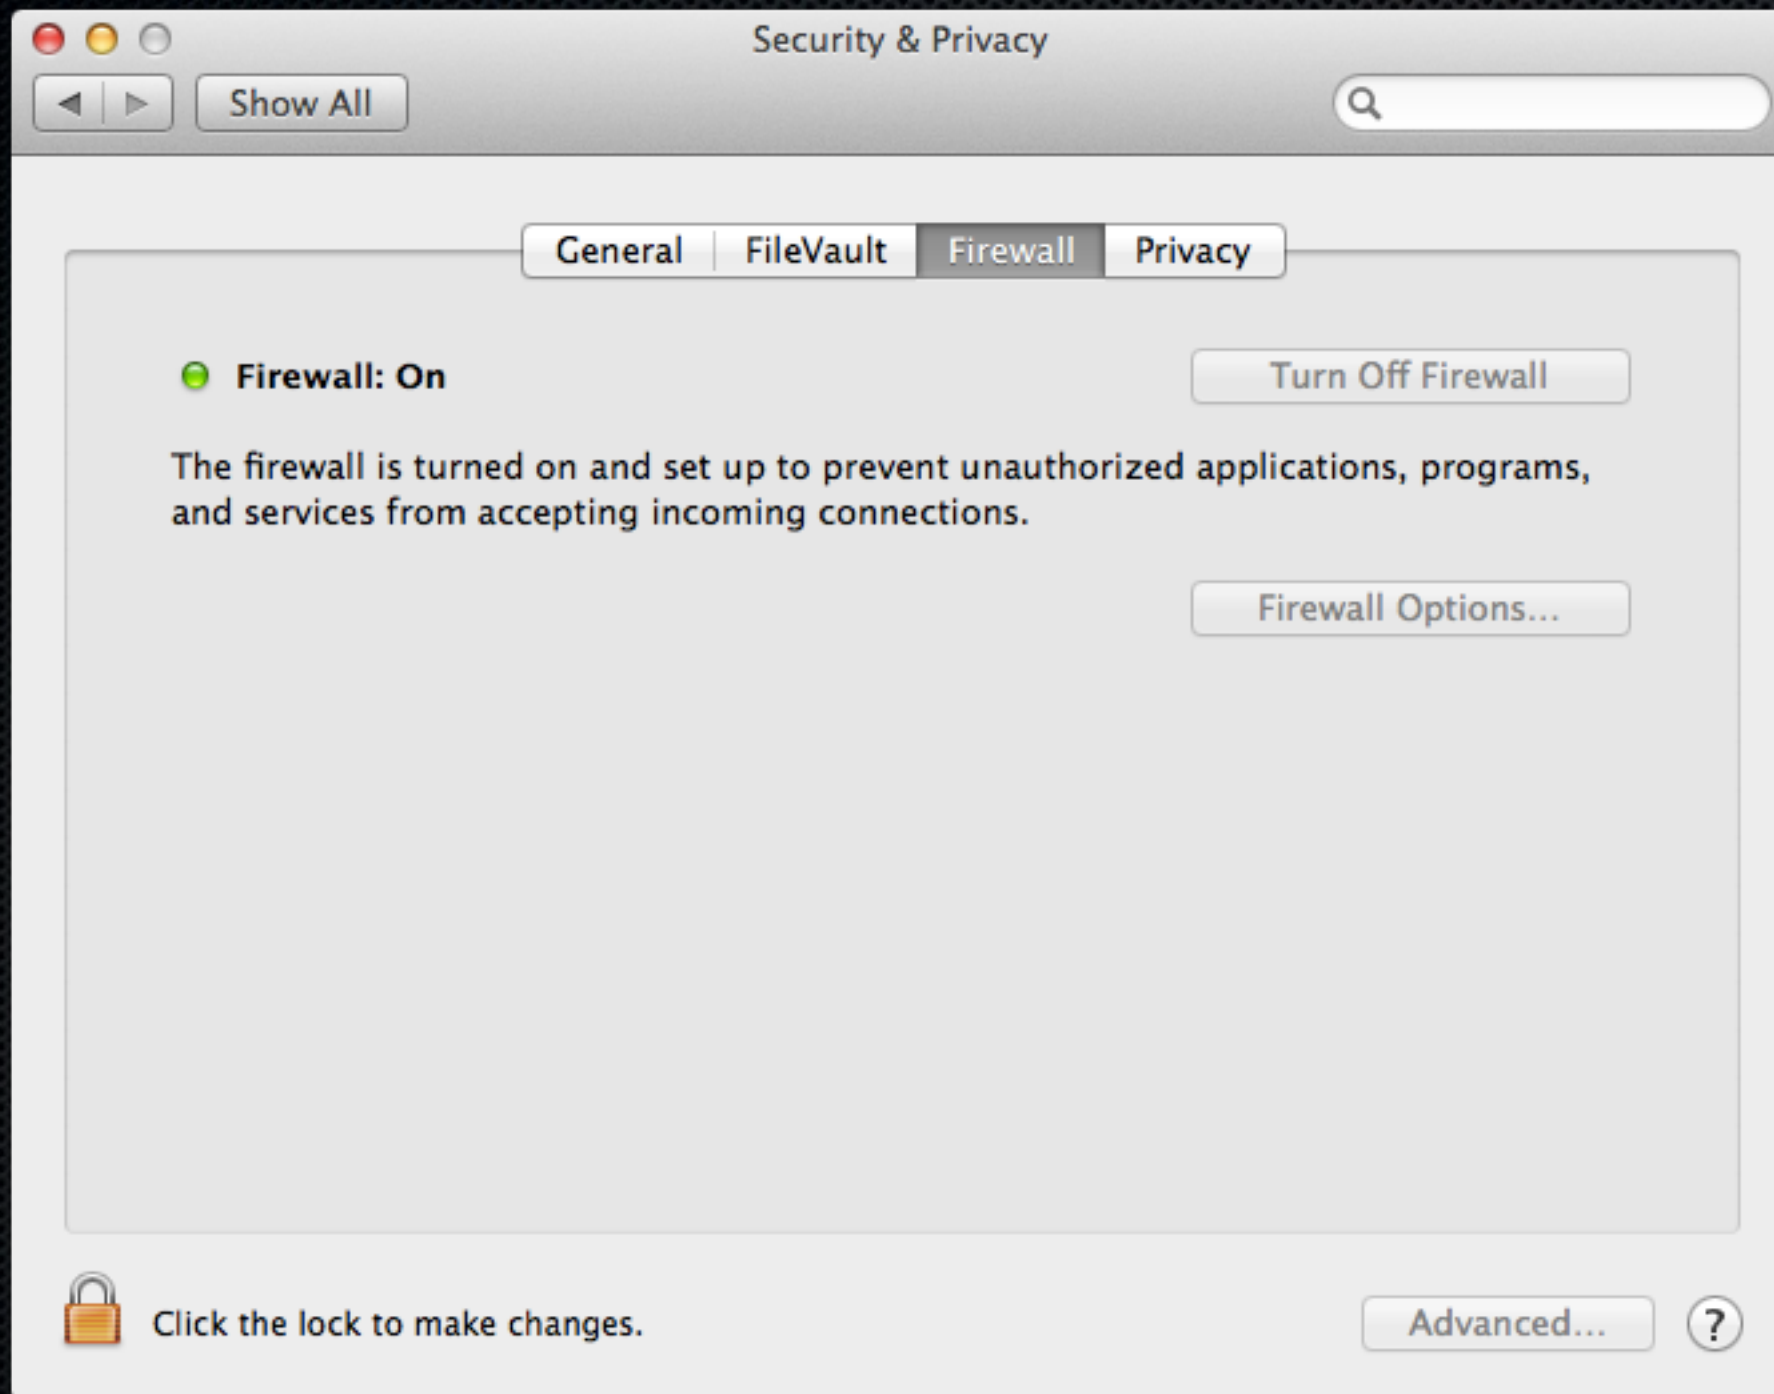 Security & Privacy
Show All
General FileVault Firewall Privacy
Firewall: On
Turn Off Firewall
The firewall is turned on and set up to prevent unauthorized applications, programs,
and services from accepting incoming connections.
Firewall Options...
Click the lock to make changes.
Advanced...
?